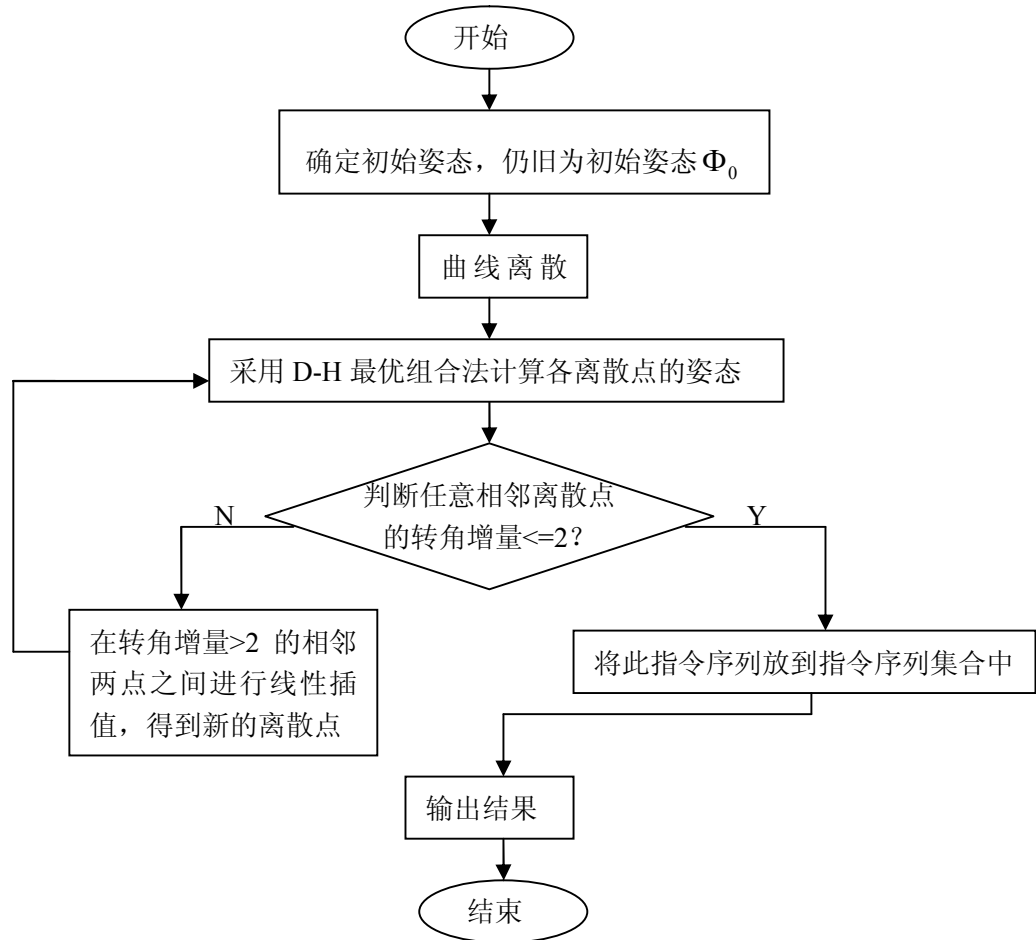 开始
确定初始姿态，仍旧为初始姿态Φ₀
曲线离散
采用 D-H 最优组合法计算各离散点的姿态
判断任意相邻离散点
的转角增量<=2？
N
Y
在转角增量>2 的相邻
两点之间进行线性插
值，得到新的离散点
将此指令序列放到指令序列集合中
输出结果
结束